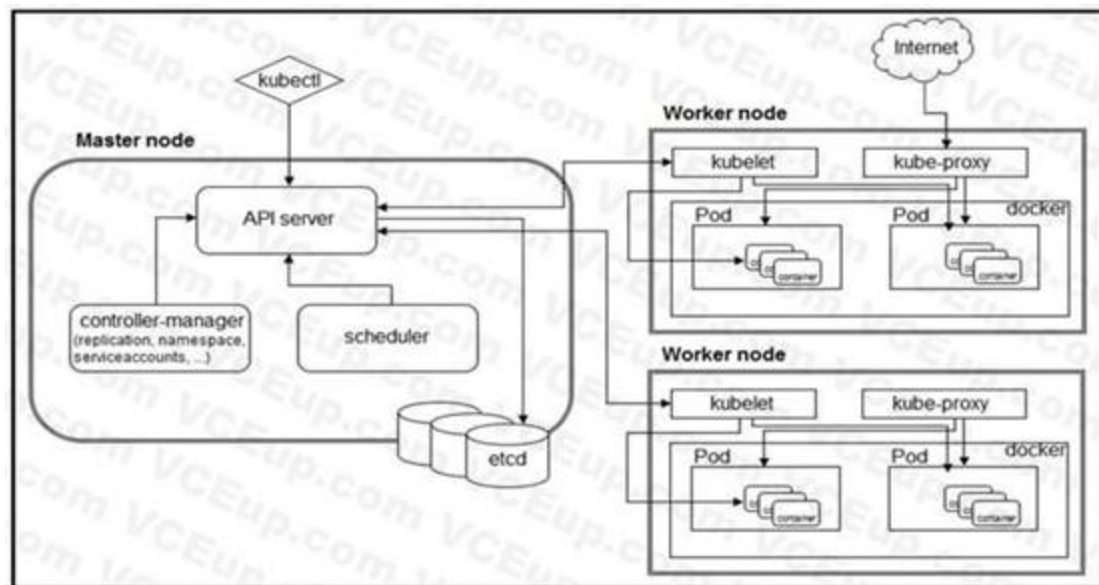 Internet
kubectl
Master node
API server
controller-manager
(replication, namespace,
serviceaccounts, ...)
scheduler
etcd
Worker node
kubelet
kube-proxy
docker
Pod
container
Pod
container
Worker node
kubelet
kube-proxy
docker
Pod
container
Pod
container
VCEup.com